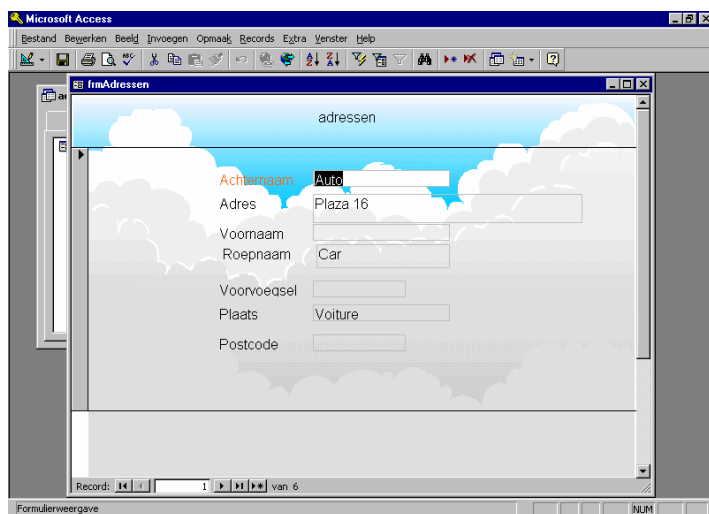 Microsoft Access
Bestand Bewerken Beeld Invoegen Opmaak Records Extra Venster Help
frmAdressen
adressen
Achternaam Auto
Adres Plaza 16
Voornaam
Roepnaam Car
Voorvoegsel
Plaats Voiture
Postcode
Record: 1 van 6
Formulierweergave NUM